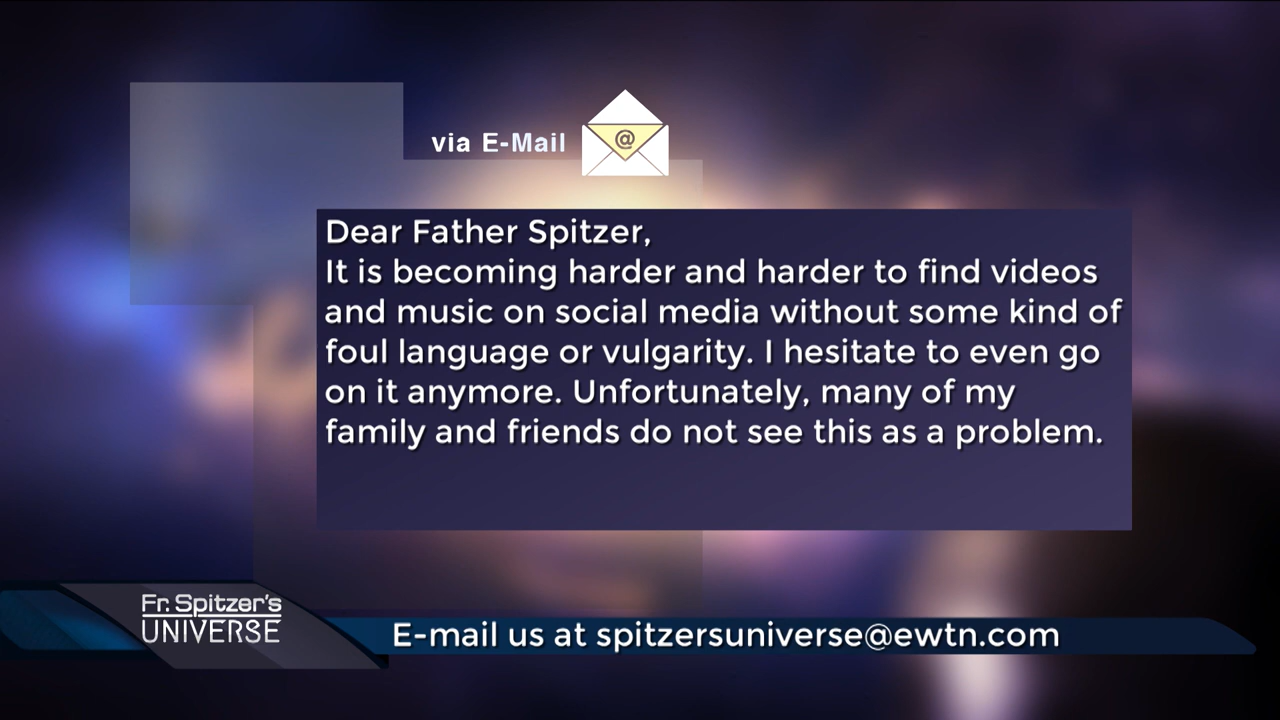 via E-Mail
@
Dear Father Spitzer,
It is becoming harder and harder to find videos
and music on social media without some kind of
foul language or vulgarity. I hesitate to even go
on it anymore. Unfortunately, many of my
family and friends do not see this as a problem.
Fr. Spitzer's
UNIVERSE
E-mail us at spitzersuniverse@ewtn.com